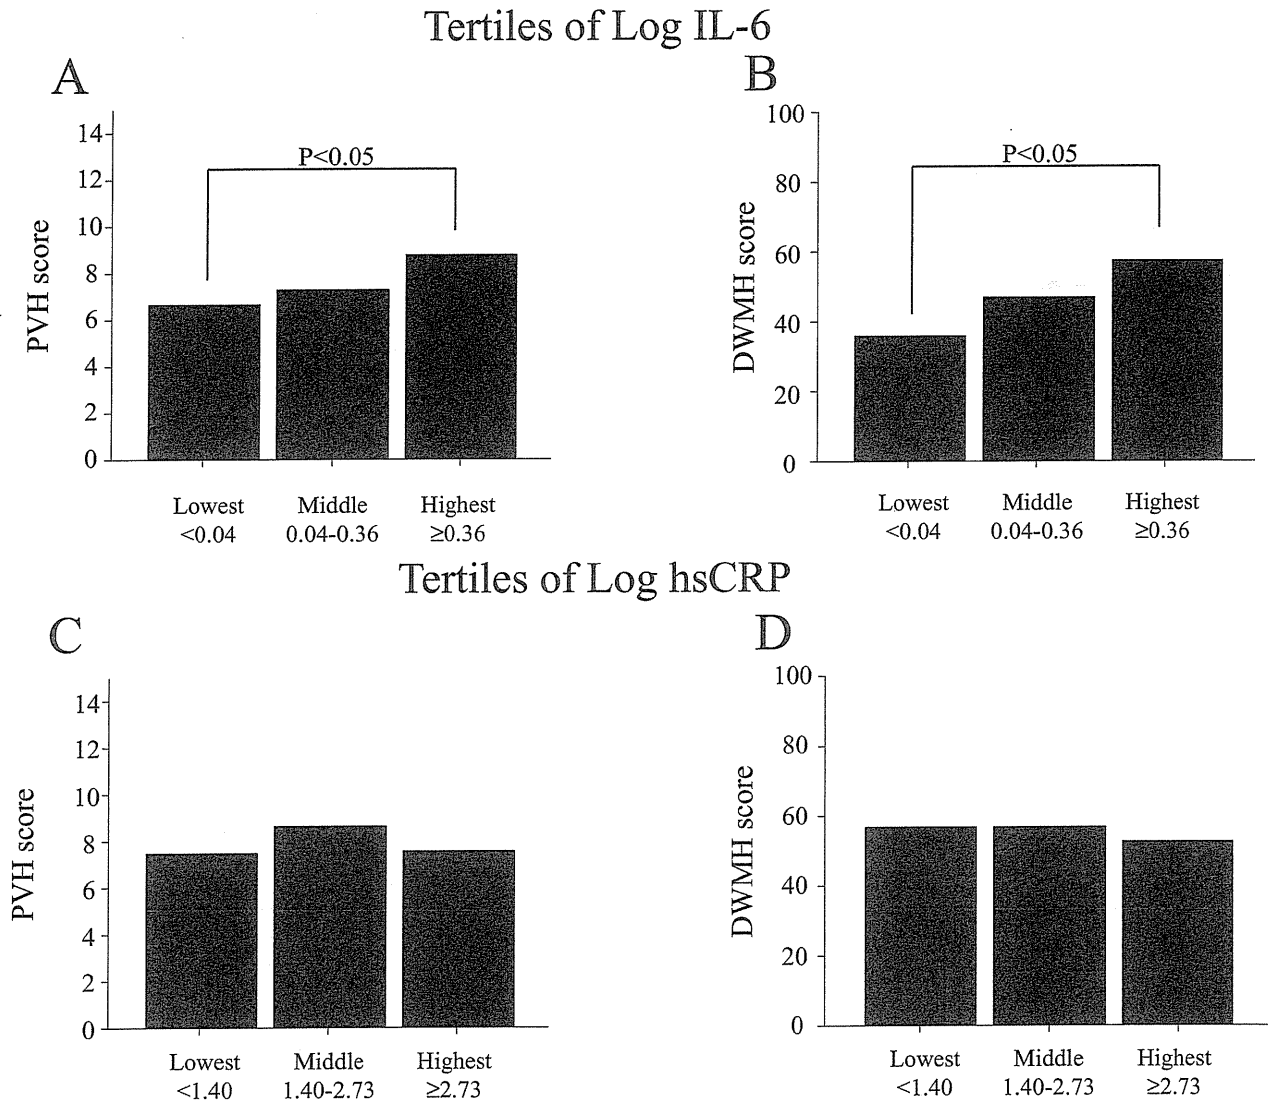 Tertiles of Log IL-6
A
PVH score
14
12
10
8
6
4
2
0
P<0.05
Lowest
<0.04
Middle
0.04-0.36
Highest
≥0.36
B
DWMH score
100
80
60
40
20
0
P<0.05
Lowest
<0.04
Middle
0.04-0.36
Highest
≥0.36
Tertiles of Log hsCRP
C
PVH score
14
12
10
8
6
4
2
0
Lowest
<1.40
Middle
1.40-2.73
Highest
≥2.73
D
DWMH score
100
80
60
40
20
0
Lowest
<1.40
Middle
1.40-2.73
Highest
≥2.73